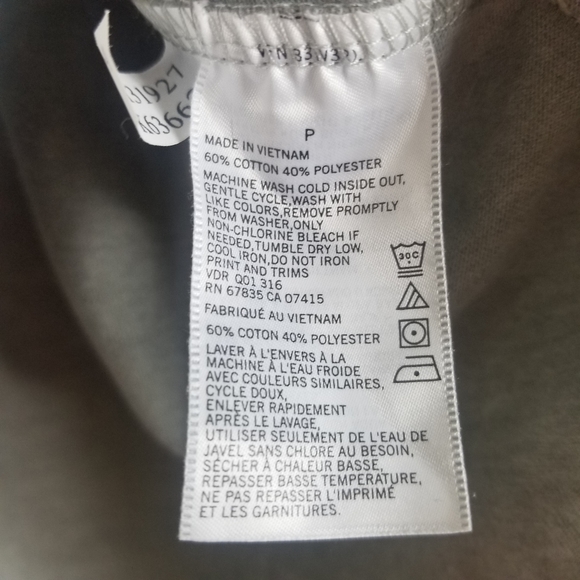 31927
P
MADE IN VIETNAM
60% COTTON 40% POLYESTER
MACHINE WASH COLD INSIDE OUT,
GENTLE CYCLE,WASH WITH
LIKE COLORS,REMOVE PROMPTLY
FROM WASHER,ONLY
NON-CHLORINE BLEACH IF
NEEDED,TUMBLE DRY LOW,
COOL IRON,DO NOT IRON
PRINT AND TRIMS
VDR Q01 316
RN 67835 CA 07415
30C
FABRIQUÉ AU VIETNAM
60% COTON 40% POLYESTER
LAVER À L'ENVERS À LA
MACHINE À L'EAU FROIDE
AVEC COULEURS SIMILAIRES,
CYCLE DOUX,
ENLEVER RAPIDEMENT
APRÈS LE LAVAGE,
UTILISER SEULEMENT DE L'EAU DE
JAVEL SANS CHLORE AU BESOIN,
SÉCHER À CHALEUR BASSE,
REPASSER BASSE TEMPÉRATURE,
NE PAS REPASSER L'IMPRIMÉ
ET LES GARNITURES.